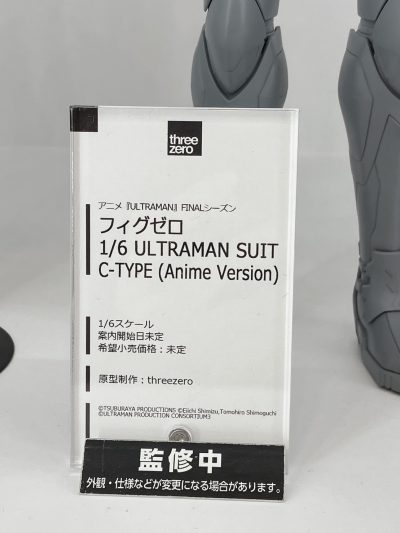 three
zero
アニメ『ULTRAMAN』 FINALシーズン
フィグゼロ
1/6 ULTRAMAN SUIT
C-TYPE (Anime Version)
1/6スケール
案内開始日未定
希望小売価格：未定
原型制作：threezero
©TSUBURAYA PRODUCTIONS ©Eiichi Shimizu,Tomohiro Shimoguchi
©ULTRAMAN PRODUCTION CONSORTIUM3
監修中
外観・仕様などが変更になる場合があります。